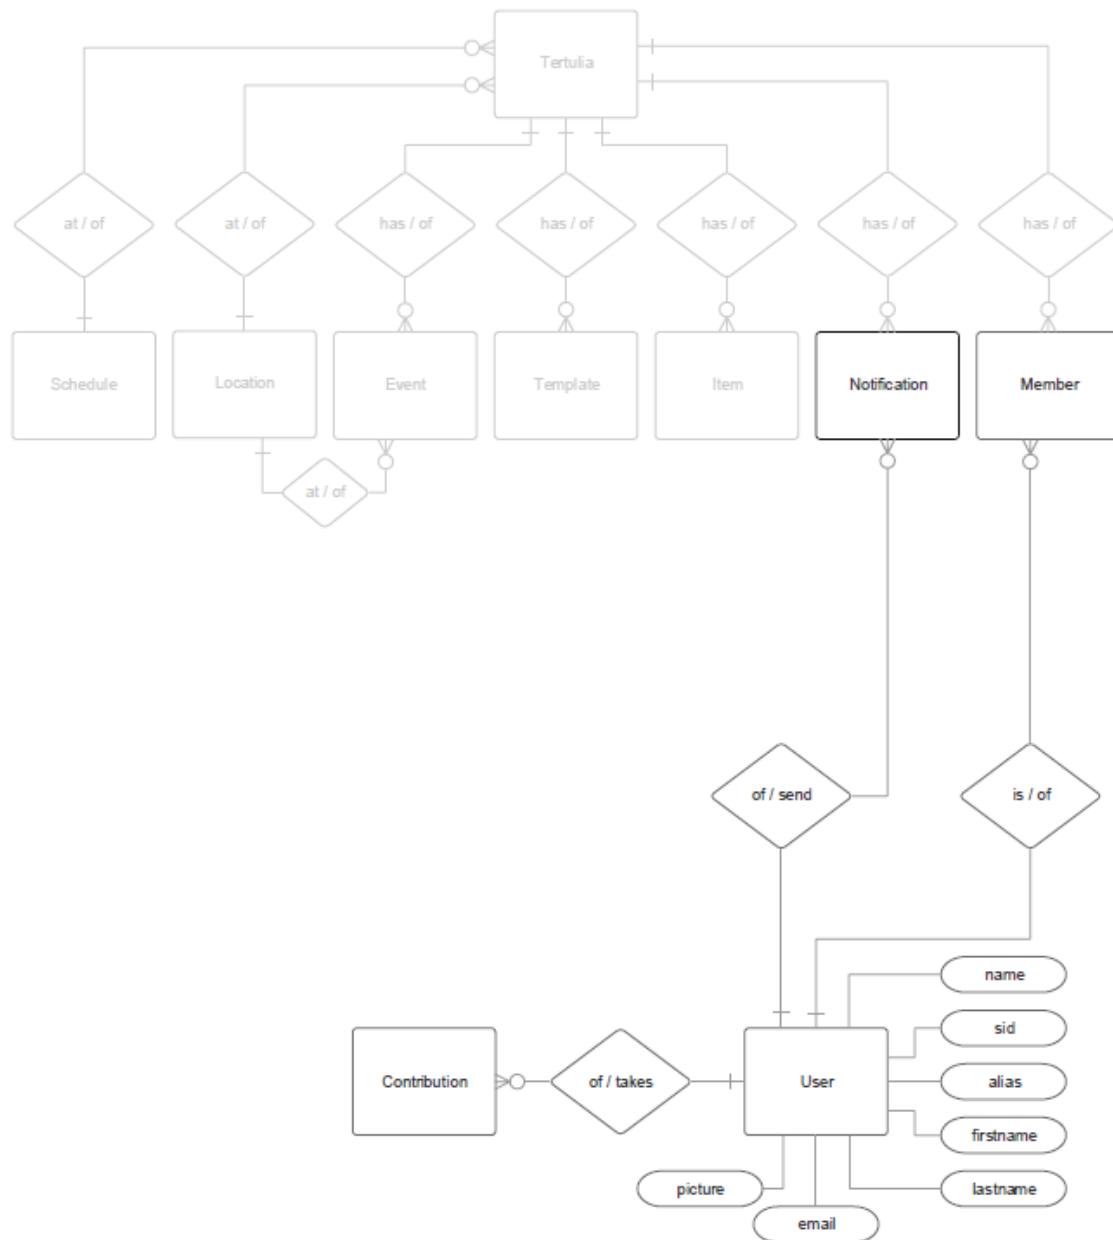 Tertulia
at / of
at / of
has / of
has / of
has / of
has / of
has / of
Schedule
Location
Event
Template
Item
Notification
Member
at / of
of / send
is / of
name
sid
Contribution
of / takes
User
alias
firstname
picture
lastname
email